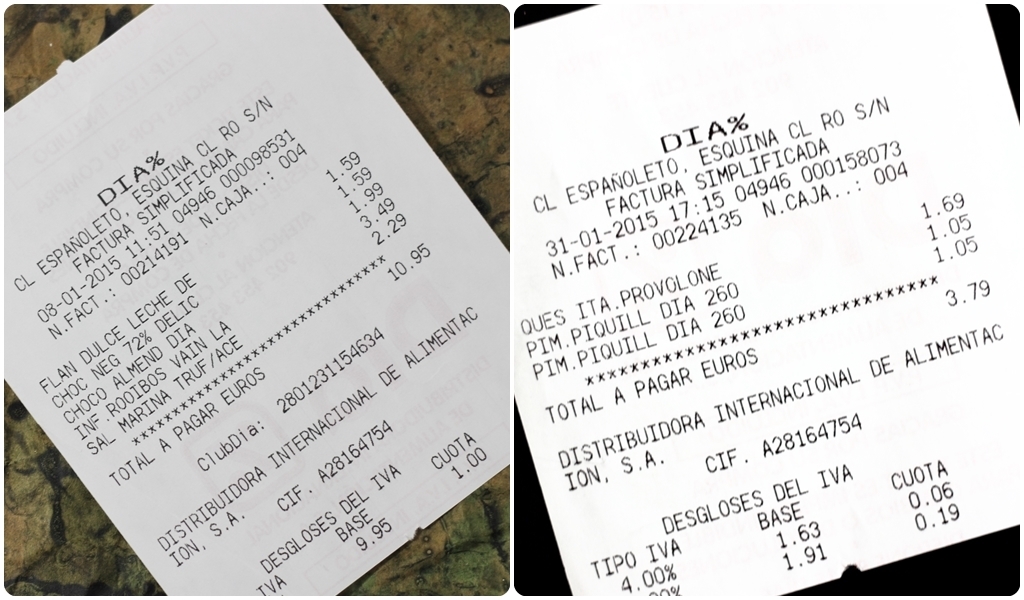 DIA%
CL ESPAÑOLETO, ESQUINA CL RO S/N
FACTURA SIMPLIFICADA
08-01-2015 11:51 04946 000098531
N.FACT.: 00214191 N.CAJA..: 004
FLAN DULCE LECHE DE 1.59
CHOC NEG 72% DELIC 1.59
CHOCO ALMEND DIA 1.99
INF.ROOIBOS VAIN LA 3.49
SAL MARINA TRUF/ACE 2.29
******************************
TOTAL A PAGAR EUROS 10.95
ClubDia: 2801231154634
DISTRIBUIDORA INTERNACIONAL DE ALIMENTAC
ION, S.A. CIF. A28164754
DESGLOSES DEL IVA
IVA BASE CUOTA
9.95 1.00
DIA%
CL ESPAÑOLETO, ESQUINA CL RO S/N
FACTURA SIMPLIFICADA
31-01-2015 17:15 04946 000158073
N.FACT.: 00224135 N.CAJA..: 004
QUES ITA.PROVOLONE 1.69
PIM.PIQUILL DIA 260 1.05
PIM.PIQUILL DIA 260 1.05
******************************
TOTAL A PAGAR EUROS 3.79
DISTRIBUIDORA INTERNACIONAL DE ALIMENTAC
ION, S.A. CIF. A28164754
DESGLOSES DEL IVA
TIPO IVA BASE CUOTA
4.00% 1.63 0.06
1.91 0.19